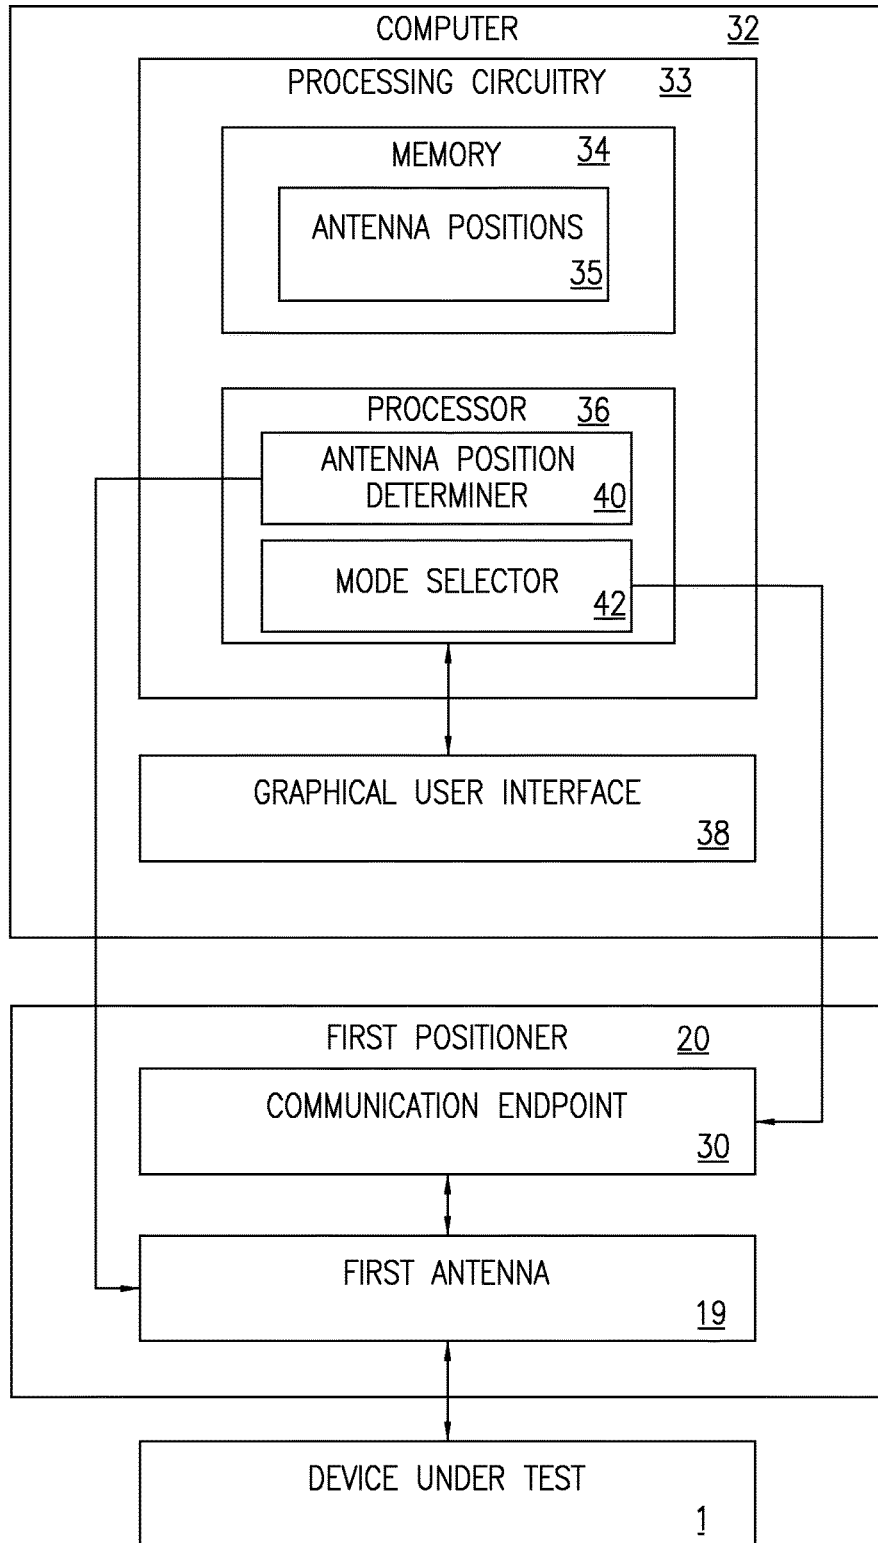 COMPUTER 32
PROCESSING CIRCUITRY 33
MEMORY 34
ANTENNA POSITIONS
35
PROCESSOR 36
ANTENNA POSITION
DETERMINER 40
MODE SELECTOR
42
GRAPHICAL USER INTERFACE
38
FIRST POSITIONER 20
COMMUNICATION ENDPOINT
30
FIRST ANTENNA
19
DEVICE UNDER TEST
1